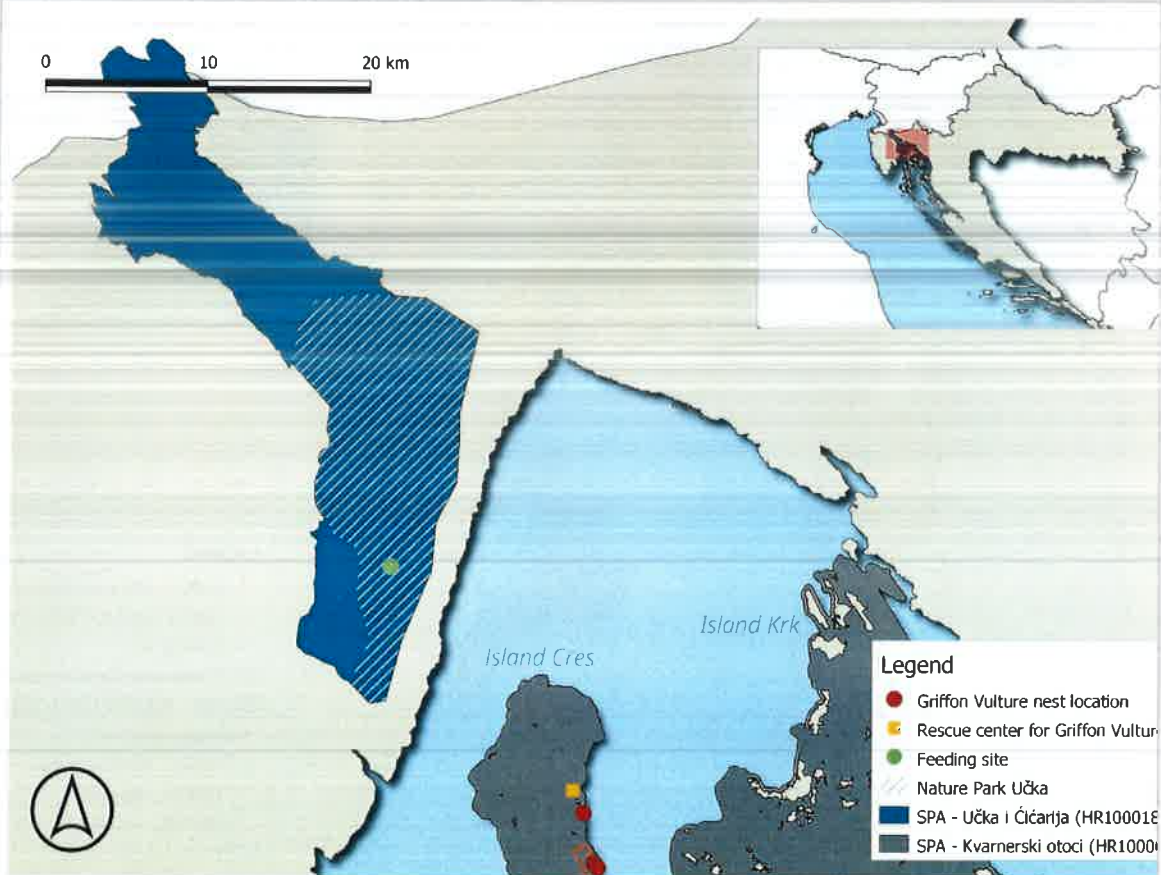 0 10 20 km
Island Krk
Island Cres
Legend
Griffon Vulture nest location
Rescue center for Griffon Vultur
Feeding site
Nature Park Učka
SPA - Učka i Ćićarija (HR100018
SPA - Kvarnerski otoci (HR1000